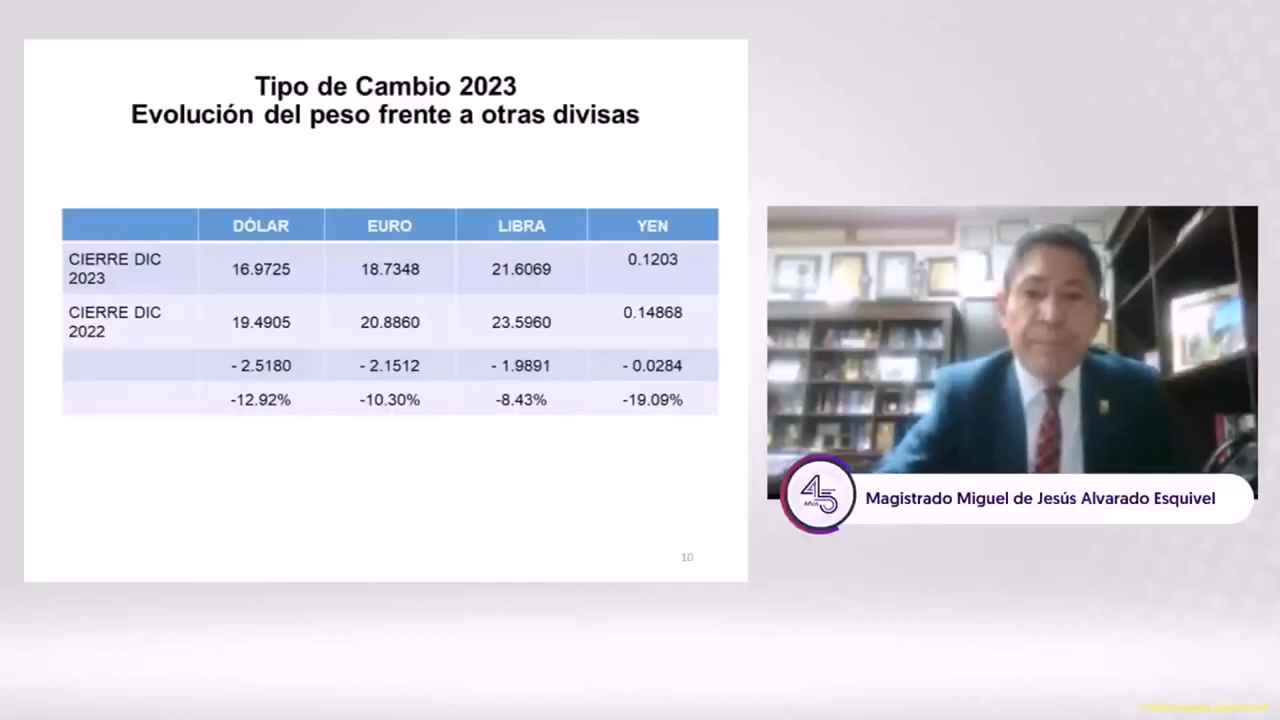 Tipo de Cambio 2023
Evolución del peso frente a otras divisas
DÓLAR EURO LIBRA YEN
CIERRE DIC 2023 16.9725 18.7348 21.6069 0.1203
CIERRE DIC 2022 19.4905 20.8860 23.5960 0.14868
- 2.5180 - 2.1512 - 1.9891 - 0.0284
-12.92% -10.30% -8.43% -19.09%
10
45
Años
Magistrado Miguel de Jesús Alvarado Esquivel